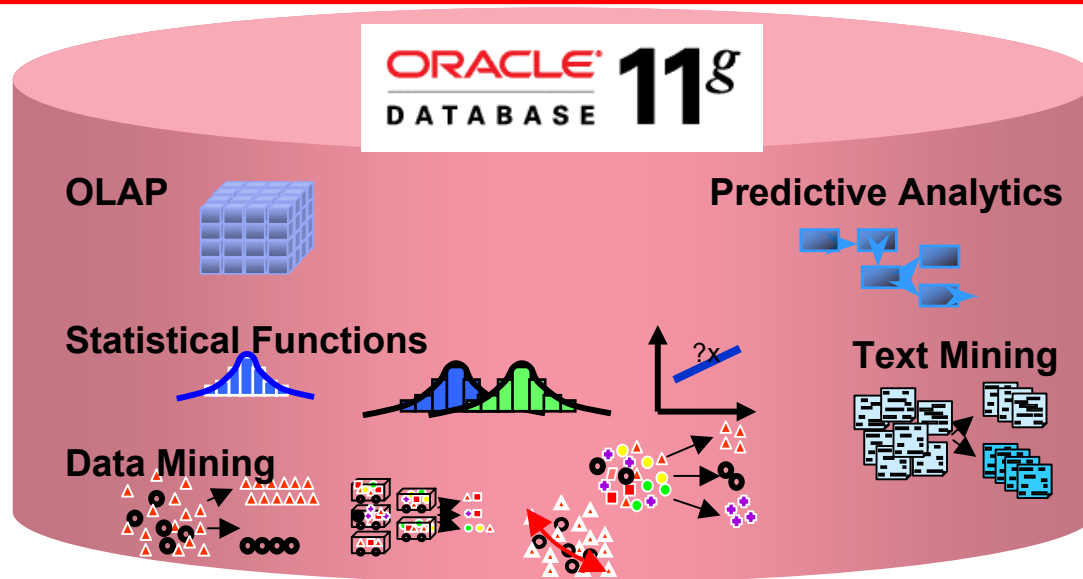 ORACLE® 11g
DATABASE
OLAP
Predictive Analytics
Statistical Functions
?x
Text Mining
Data Mining